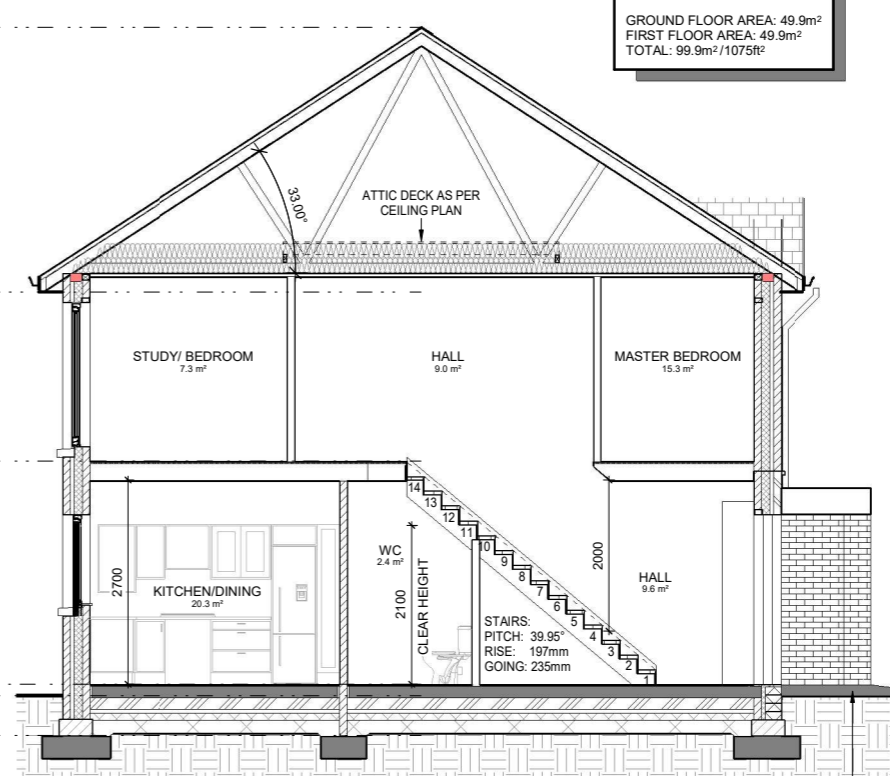 GROUND FLOOR AREA: 49.9m²
FIRST FLOOR AREA: 49.9m²
TOTAL: 99.9m²/1075ft²
33.00°
ATTIC DECK AS PER
CEILING PLAN
STUDY/ BEDROOM
7.3 m²
HALL
9.0 m²
MASTER BEDROOM
15.3 m²
14
13
12
11
10
9
8
7
6
5
4
3
2
1
2700
KITCHEN/DINING
20.3 m²
WC
2.4 m²
2100
CLEAR HEIGHT
2000
HALL
9.6 m²
STAIRS:
PITCH: 39.95°
RISE: 197mm
GOING: 235mm